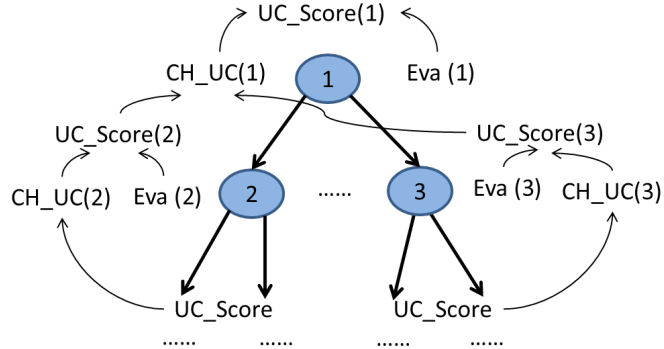 UC_Score(1)
CH_UC(1)
1
Eva (1)
UC_Score(2)
UC_Score(3)
CH_UC(2)
Eva (2)
2
......
3
Eva (3)
CH_UC(3)
UC_Score
UC_Score
......
......
......
......